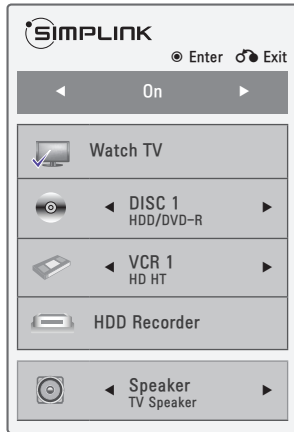 SIMPLINK
Enter Exit
On
Watch TV
DISC 1
HDD/DVD-R
VCR 1
HD HT
HDD Recorder
Speaker
TV Speaker